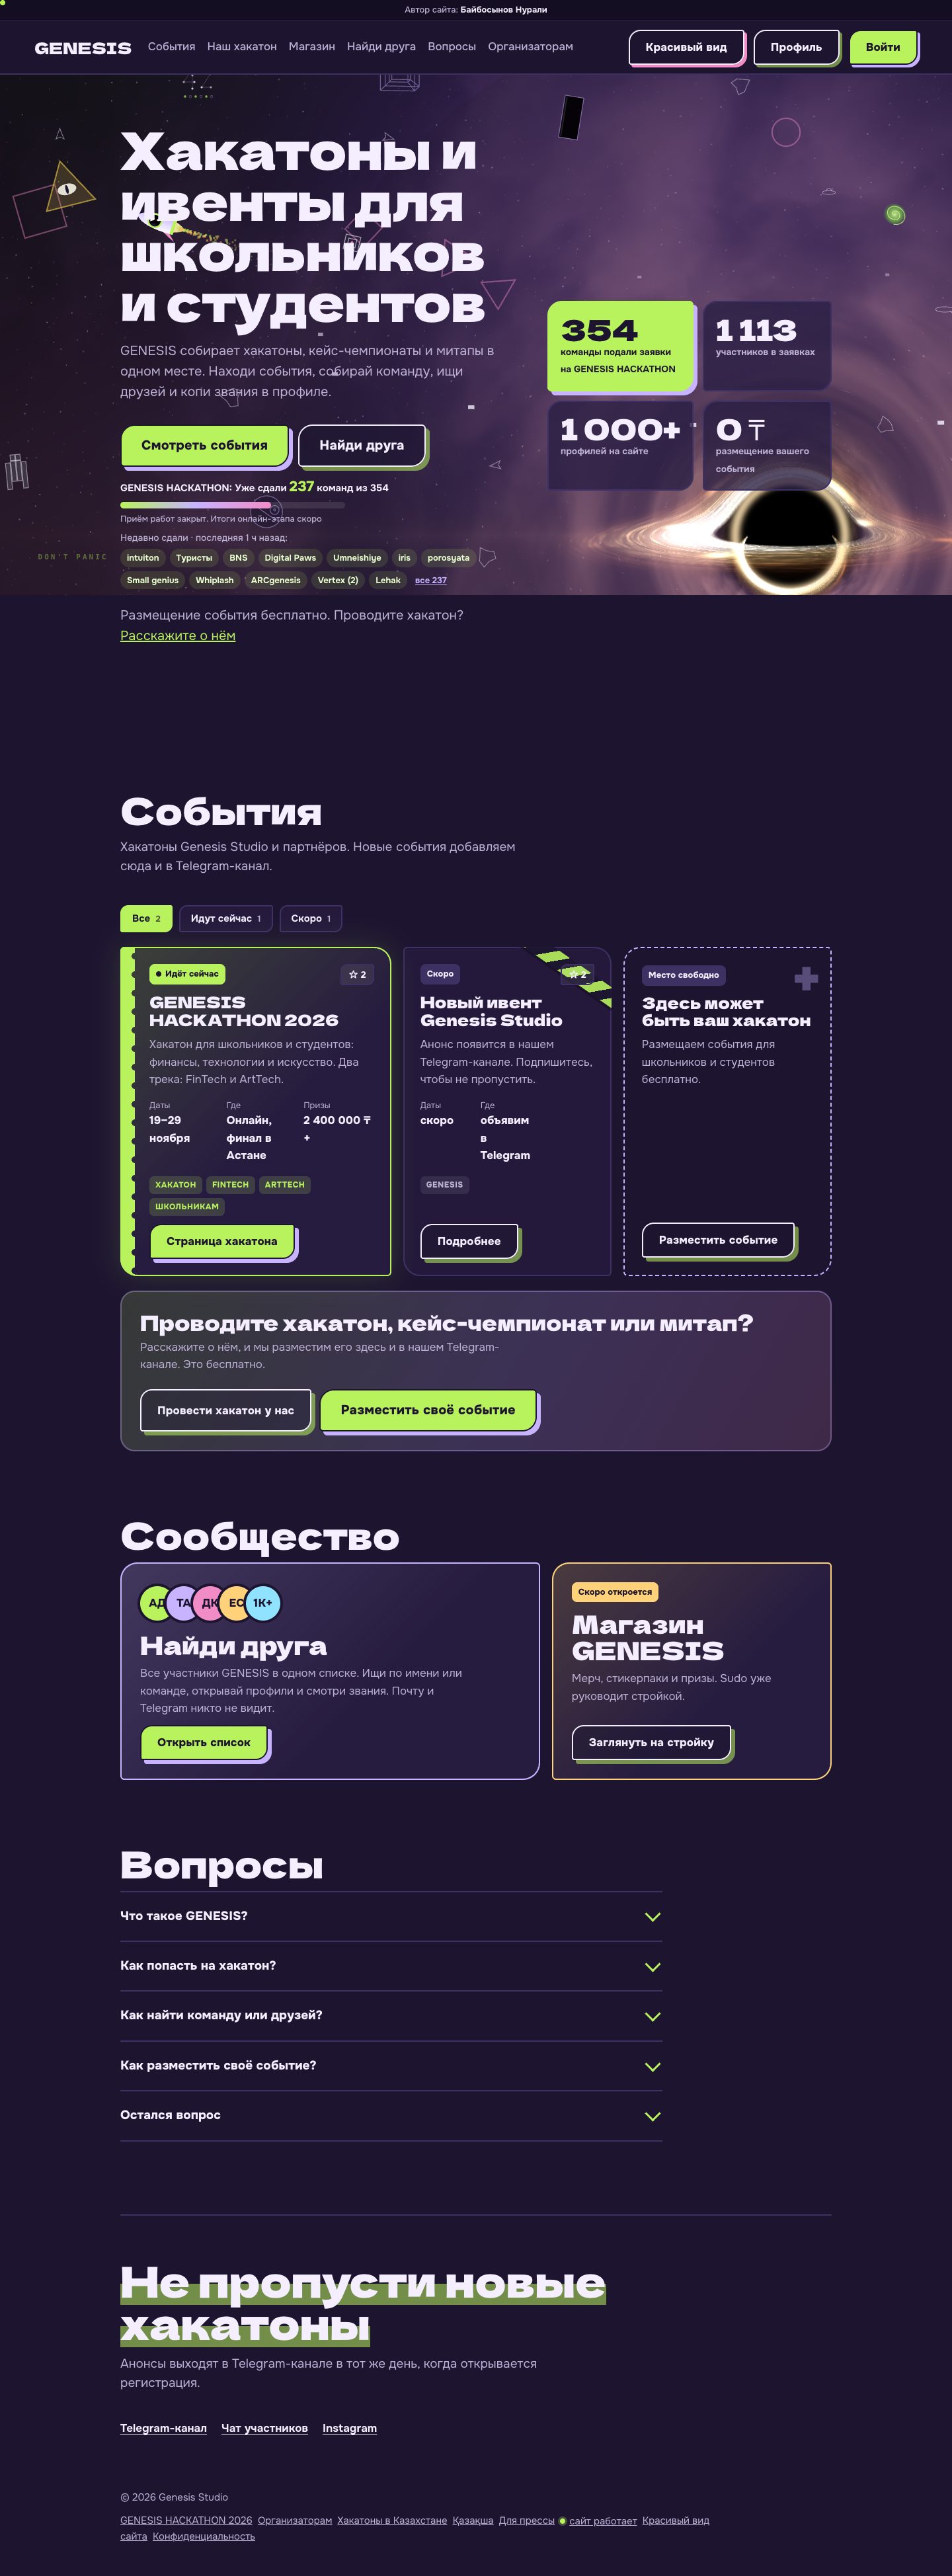 Автор сайта: Байбосынов Нурали
GENESIS
События Наш хакатон Магазин Найди друга Вопросы Организаторам
Красивый вид Профиль Войти
Хакатоны и
ивенты для
школьников
и студентов
GENESIS собирает хакатоны, кейс-чемпионаты и митапы в
одном месте. Находи события, собирай команду, ищи
друзей и копи звания в профиле.
Смотреть события Найди друга
GENESIS HACKATHON: Уже сдали 237 команд из 354
Приём работ закрыт. Итоги онлайн-этапа скоро
Недавно сдали · последняя 1 ч назад:
intuiton Туристы BNS Digital Paws Umneishiye iris porosyata
Small genius Whiplash ARCgenesis Vertex (2) Lehak все 237
DON'T PANIC
354
команды подали заявки
на GENESIS HACKATHON
1 113
участников в заявках
1 000+
профилей на сайте
0 ₸
размещение вашего
события
Размещение события бесплатно. Проводите хакатон?
Расскажите о нём
События
Хакатоны Genesis Studio и партнёров. Новые события добавляем
сюда и в Telegram-канал.
Все 2 Идут сейчас 1 Скоро 1
Идёт сейчас
☆ 2
GENESIS
HACKATHON 2026
Хакатон для школьников и студентов:
финансы, технологии и искусство. Два
трека: FinTech и ArtTech.
Даты Где Призы
19–29 Онлайн, 2 400 000 ₸
ноября финал в +
Астане
ХАКАТОН FINTECH ARTTECH
ШКОЛЬНИКАМ
Страница хакатона
Скоро
☆ 2
Новый ивент
Genesis Studio
Анонс появится в нашем
Telegram-канале. Подпишитесь,
чтобы не пропустить.
Даты Где
скоро объявим
в
Telegram
GENESIS
Подробнее
Место свободно
Здесь может
быть ваш хакатон
Размещаем события для
школьников и студентов
бесплатно.
Разместить событие
Проводите хакатон, кейс-чемпионат или митап?
Расскажите о нём, и мы разместим его здесь и в нашем Telegram-
канале. Это бесплатно.
Провести хакатон у нас Разместить своё событие
Сообщество
АД ТА ДК ЕС 1К+
Найди друга
Все участники GENESIS в одном списке. Ищи по имени или
команде, открывай профили и смотри звания. Почту и
Telegram никто не видит.
Открыть список
Скоро откроется
Магазин
GENESIS
Мерч, стикерпаки и призы. Sudo уже
руководит стройкой.
Заглянуть на стройку
Вопросы
Что такое GENESIS?
Как попасть на хакатон?
Как найти команду или друзей?
Как разместить своё событие?
Остался вопрос
Не пропусти новые
хакатоны
Анонсы выходят в Telegram-канале в тот же день, когда открывается
регистрация.
Telegram-канал Чат участников Instagram
© 2026 Genesis Studio
GENESIS HACKATHON 2026 Организаторам Хакатоны в Казахстане Қазақша Для прессы сайт работает Красивый вид
сайта Конфиденциальность